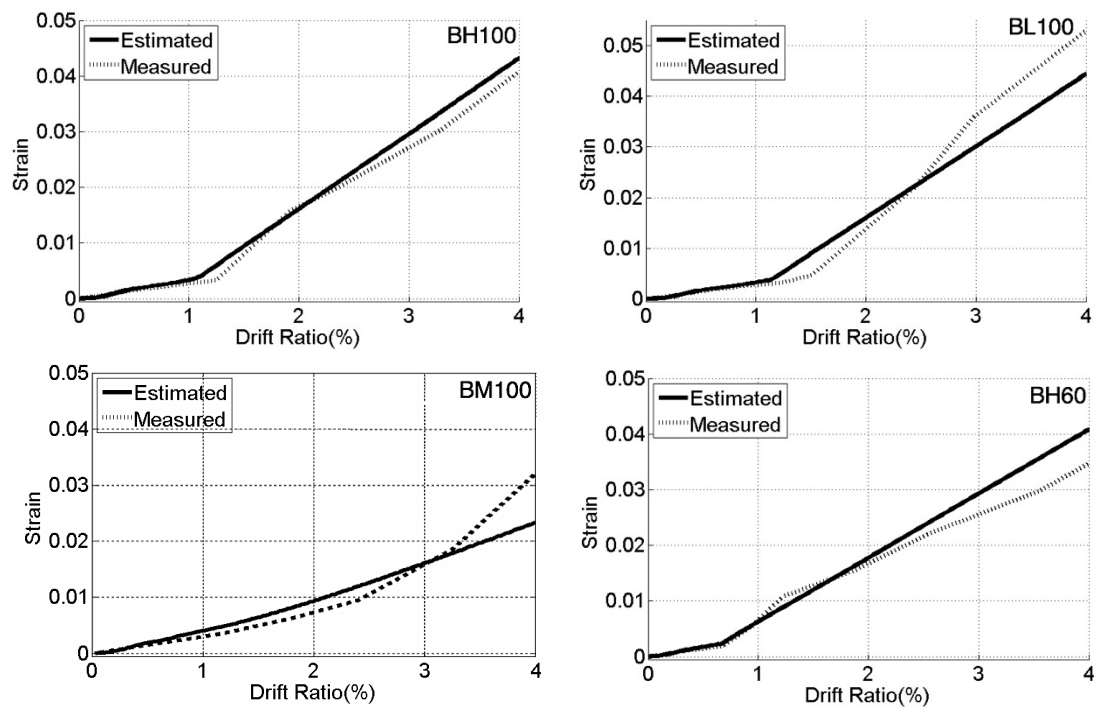 BH100
Estimated
Measured
0.05
0.04
0.03
0.02
0.01
0
Strain
0 1 2 3 4
Drift Ratio(%)
BL100
Estimated
Measured
0.05
0.04
0.03
0.02
0.01
0
Strain
0 1 2 3 4
Drift Ratio(%)
BM100
Estimated
Measured
0.05
0.04
0.03
0.02
0.01
0
Strain
0 1 2 3 4
Drift Ratio(%)
BH60
Estimated
Measured
0.05
0.04
0.03
0.02
0.01
0
Strain
0 1 2 3 4
Drift Ratio(%)